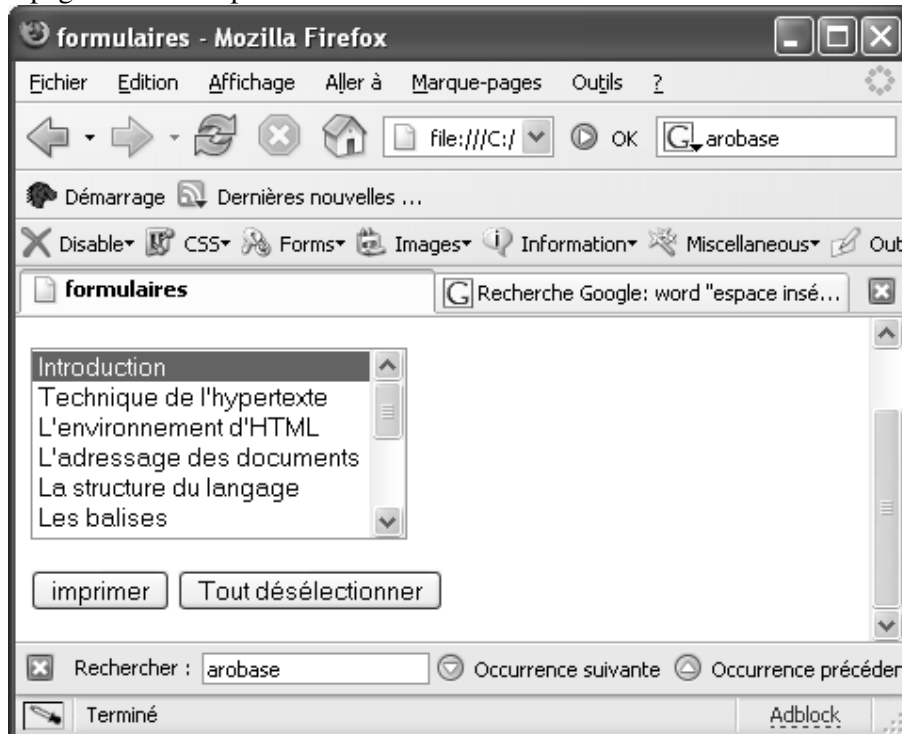 formulaires - Mozilla Firefox
Fichier Edition Affichage Aller à Marque-pages Outils ?
file:///C:/ OK G arobase
Démarrage Dernières nouvelles ...
Disable CSS Forms Images Information Miscellaneous Out
formulaires G Recherche Google: word "espace insé...
Introduction
Technique de l'hypertexte
L'environnement d'HTML
L'adressage des documents
La structure du langage
Les balises
imprimer Tout désélectionner
Rechercher : arobase Occurrence suivante Occurrence précéden
Terminé Adblock